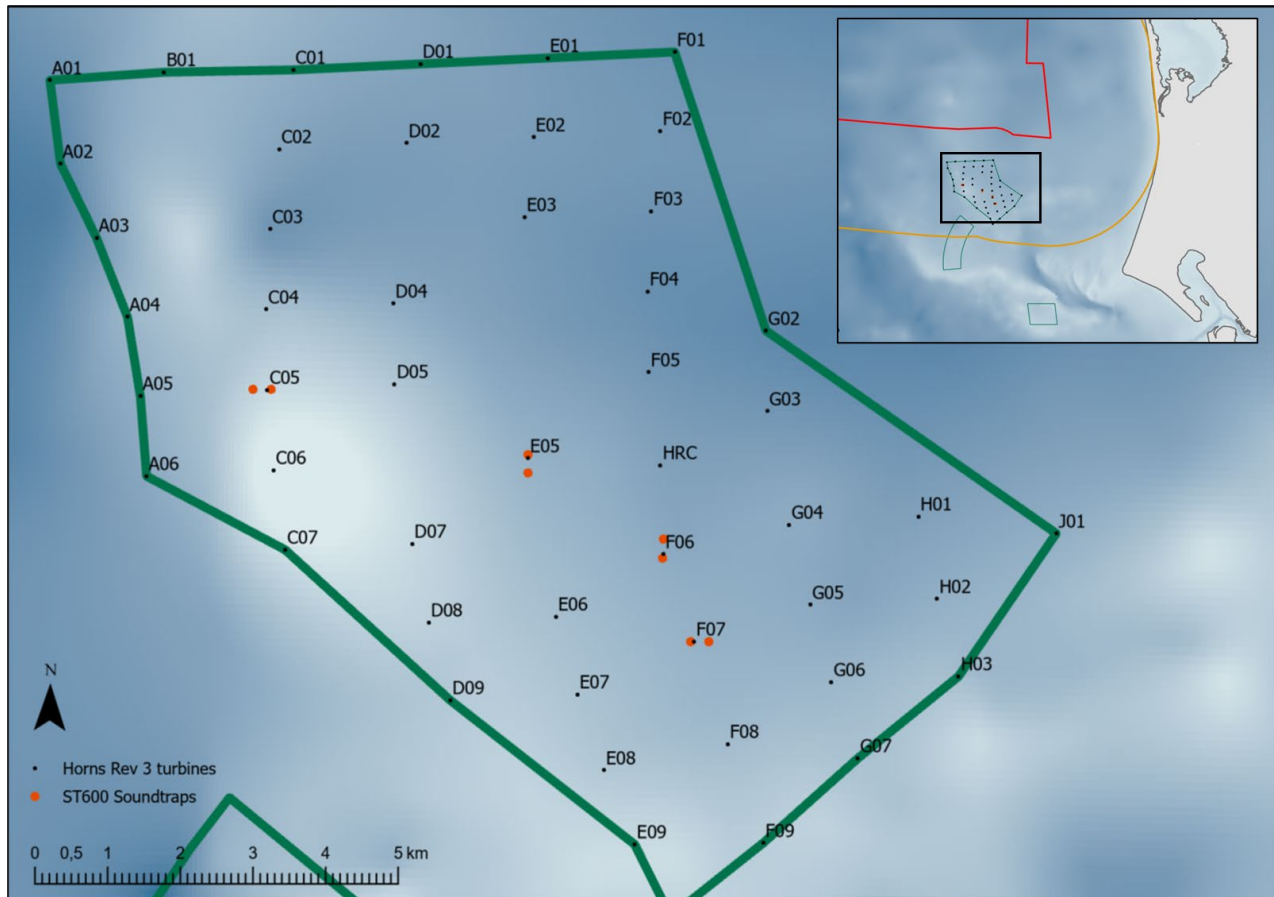 F01
E01
D01
C01
B01
A01
F02
E02
D02
C02
A02
F03
E03
C03
A03
F04
D04
C04
A04
G02
F05
D05
C05
A05
G03
E05
HRC
C06
A06
G04
H01
J01
F06
D07
C07
H02
G05
E06
D08
F07
H03
G06
E07
D09
F08
G07
E08
F09
E09
N
Horns Rev 3 turbines
ST600 Soundtraps
0 0,5 1 2 3 4 5 km